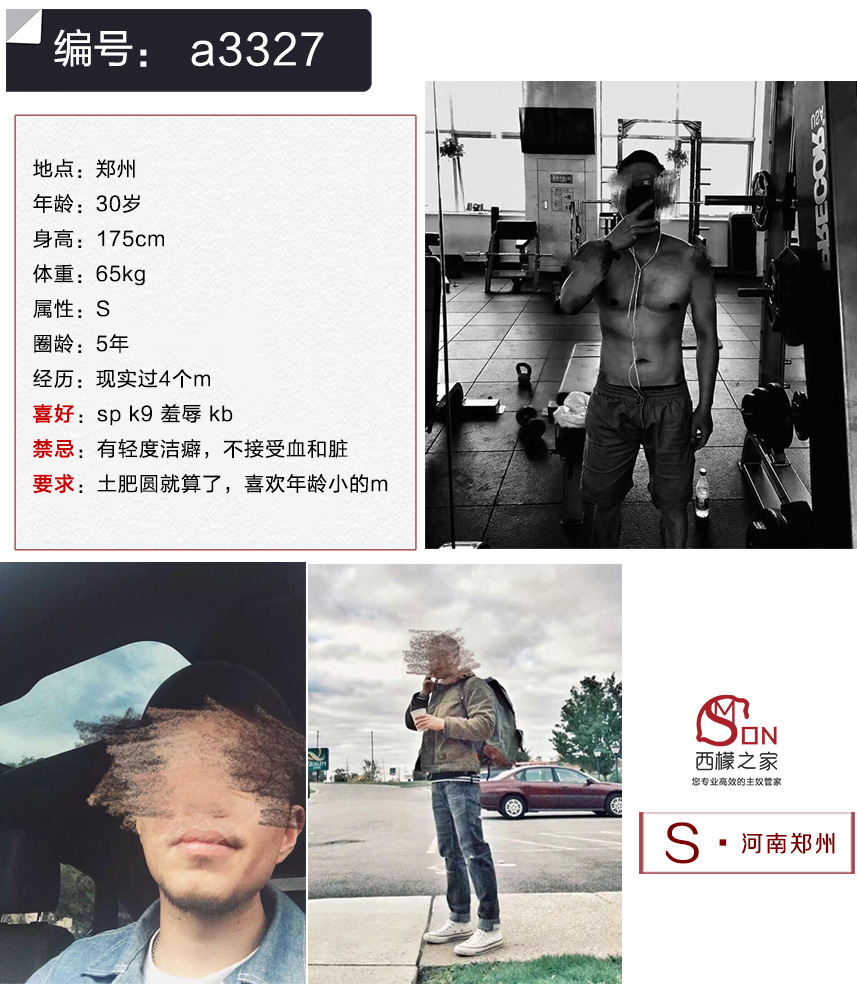 编号： a3327
地点：郑州
年龄：30岁
身高：175cm
体重：65kg
属性：S
圈龄：5年
经历：现实过4个m
喜好：sp k9 羞辱 kb
禁忌：有轻度洁癖，不接受血和脏
要求：土肥圆就算了，喜欢年龄小的m
PRECOR
QUALITY
SMON
西檬之家
您专业高效的主奴管家
S · 河南郑州